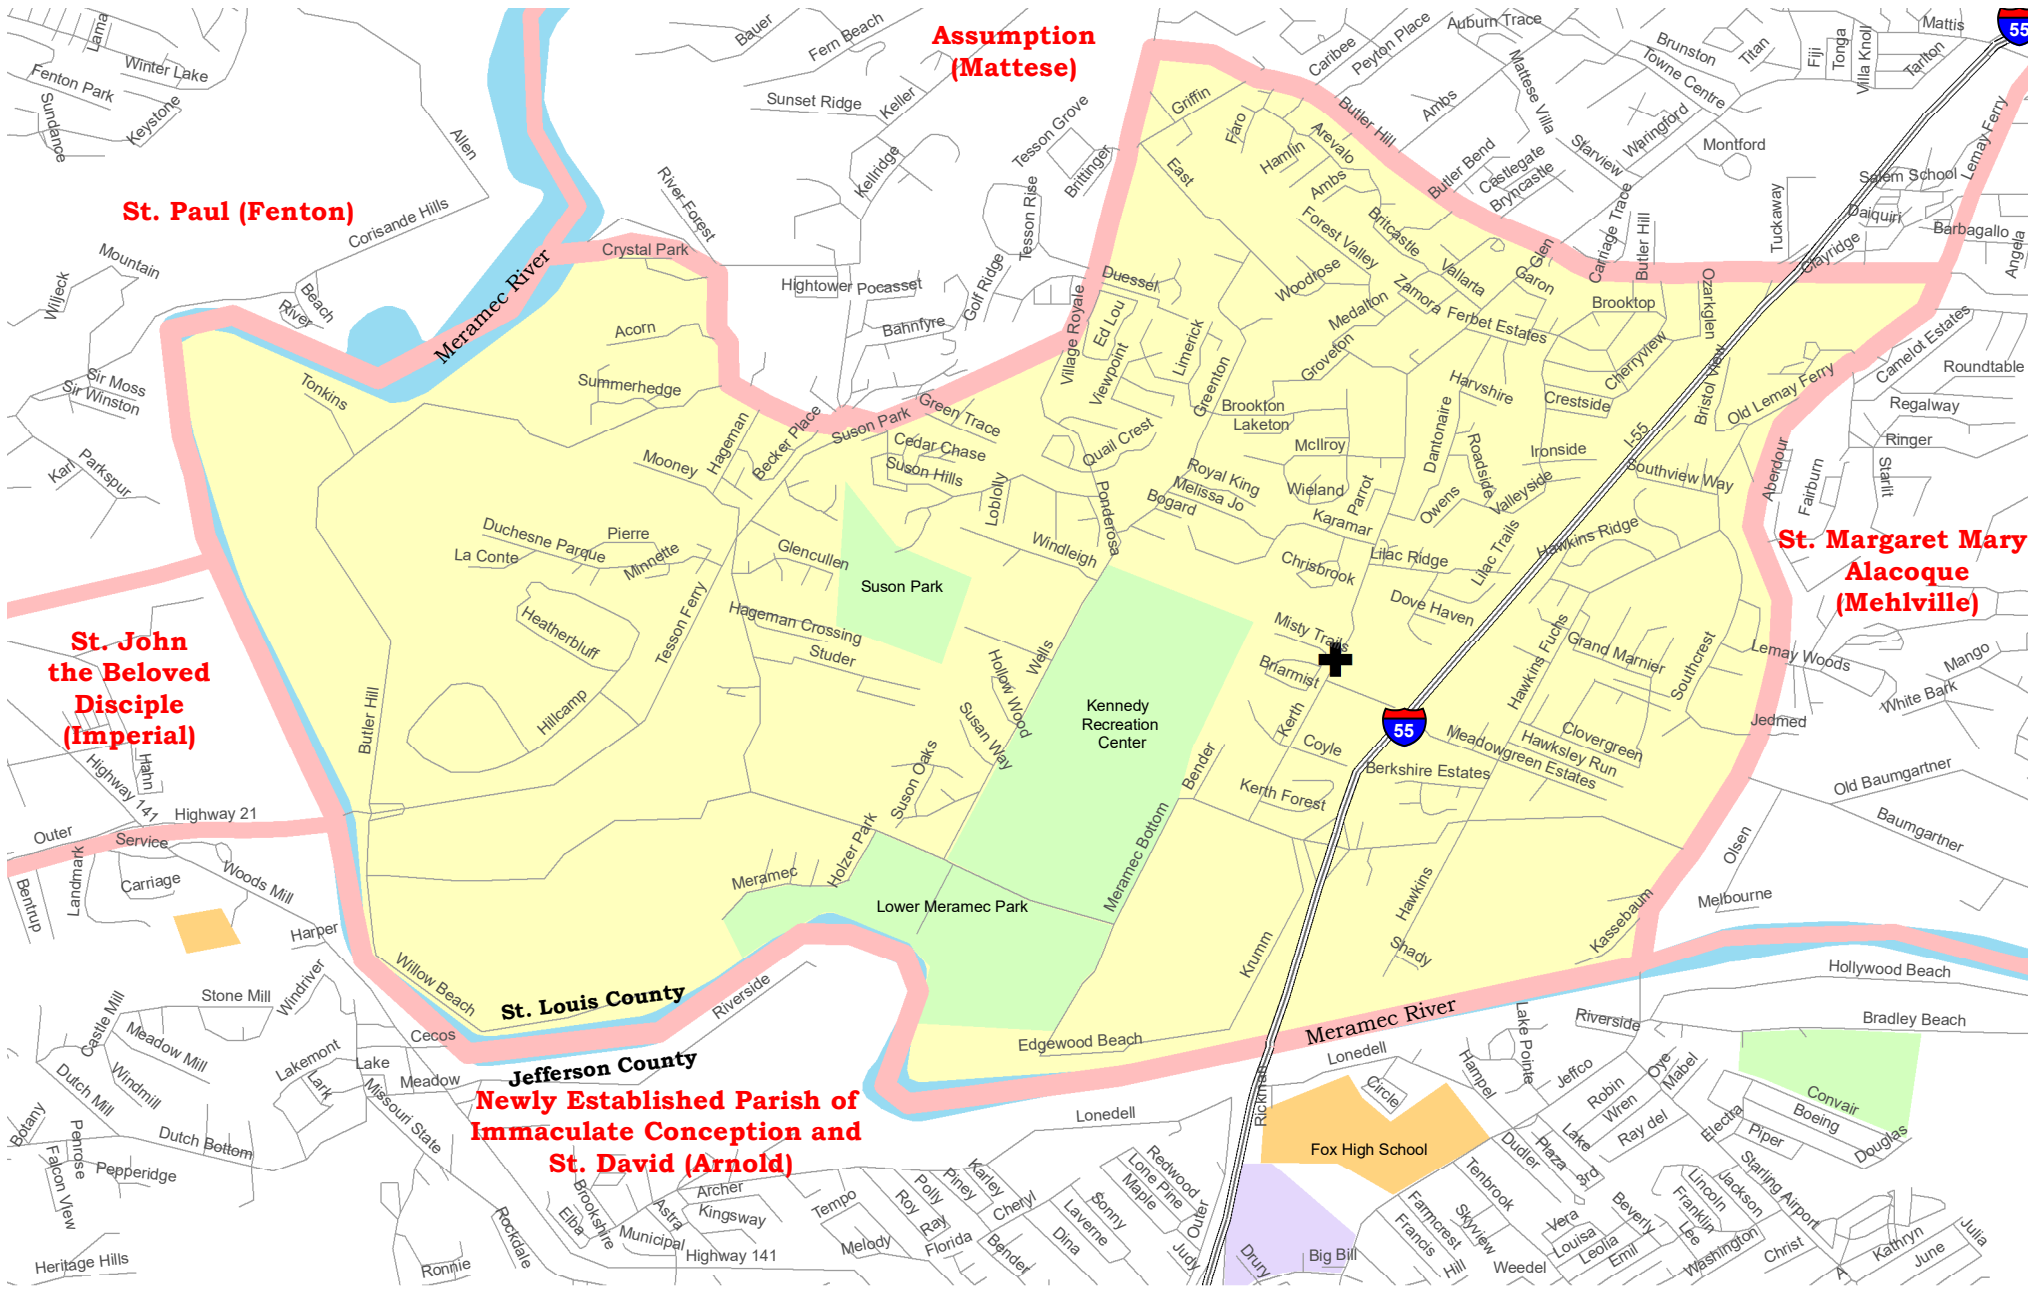 Lama
Winter Lake
Fenton Park
Sundance
Keystone
Allen
Bauer
Fern Beach
Sunset Ridge
Keller
Kellridge
Assumption
(Mattese)
Tesson Grove
Brittinger
Tesson Rise
Griffin
Faro
Hamlin
Arevalo
Ambs
East
Caribee
Peyton Place
Auburn Trace
Butler Hill
Ambs
Mattese Villa
Butler Bend
Castlegate
Bryncastle
Starview
Waringford
Brunston
Towne Centre
Titan
Montford
Fiji
Tonga
Villa Knoll
Mattis
Tarlton
55
Lemay Ferry
Salem School
Daiquiri
Clayridge
Barbagallo
Angela
Tuckaway
Carriage Trace
Butler Hill
St. Paul (Fenton)
Corisande Hills
River Forest
Crystal Park
Mountain
Wiljeck
Beach
River
Meramec River
Hightower
Pocasset
Golf Ridge
Bahnfyre
Village Royale
Duessel
Ed Lou
Viewpoint
Limerick
Greenton
Forest Valley
Woodrose
Britcastle
Zamora
Vallarta
Glen
Garon
Medalton
Groveton
Ferbet Estates
Brooktop
Ozarkglen
Cherryview
Bristol View
Old Lemay Ferry
Camelot Estates
Roundtable
Regalway
Ringer
Starlit
Fairburn
Aberdour
Acorn
Summerhedge
Tonkins
Sir Moss
Sir Winston
Karl
Parkspur
Hageman
Mooney
Becker Place
Suson Park
Green Trace
Cedar Chase
Suson Hills
Loblolly
Quail Crest
Ponderosa
Windleigh
Brookton
Laketon
McIlroy
Wieland
Parrot
Karamar
Royal King
Melissa Jo
Bogard
Harvshire
Dantonaire
Roadside
Owens
Valleyside
Ironside
Crestside
I-55
Southview Way
Hawkins Ridge
Lilac Trails
Lilac Ridge
Chrisbrook
Dove Haven
Misty Trails
Briarmist
Duchesne Parque
Pierre
La Conte
Minnette
Glencullen
Suson Park
Hageman Crossing
Studer
Heatherbluff
Hillcamp
Tesson Ferry
Butler Hill
Hollow Wood
Wells
Susan Way
Suson Oaks
Holzer Park
Meramec
Kennedy
Recreation
Center
Bender
Meramec Bottom
Lower Meramec Park
Kerth
Coyle
Kerth Forest
55
Berkshire Estates
Meadowgreen Estates
Hawksley Run
Clovergreen
Grand Marnier
Hawkins Fuchs
Southcrest
Lemay Woods
Jedmed
St. Margaret Mary
Alacoque
(Mehlville)
Mango
White Bark
Old Baumgartner
Baumgartner
Olsen
Melbourne
Kassebaum
Hawkins
Shady
Krumm
Edgewood Beach
Meramec River
St. John
the Beloved
Disciple
(Imperial)
Hahn
Highway 141
Highway 21
Outer
Service
Landmark
Bentrup
Carriage
Woods Mill
Harper
Windriver
Stone Mill
Castle Mill
Meadow Mill
Windmill
Dutch Mill
Botany
Penrose
Falcon View
Pepperidge
Dutch Bottom
Heritage Hills
Lakemont
Lark
Lake
Cecos
Meadow
Missouri State
Willow Beach
St. Louis County
Riverside
Jefferson County
Newly Established Parish of
Immaculate Conception and
St. David (Arnold)
Ronnie
Rockdale
Brookshire
Elba
Astra
Archer
Kingsway
Municipal
Highway 141
Tempo
Melody
Polly
Roy
Ray
Piney
Karley
Cheryl
Florida
Bender
Sonny
Laverne
Dina
Lonedell
Redwood
Lone Pine
Maple
Outer
Judy
Drury
Big Bill
Rickman
Lonedell
Circle
Fox High School
Hampel
Lake Pointe
Jeffco
Riverside
Hollywood Beach
Bradley Beach
Robin
Wren
Lake
Oye
Mabel
Ray del
Electra
Piper
Convair
Boeing
Douglas
Dudler
Plaza
3rd
Tenbrook
Skyview
Farmcrest
Francis
Hill
Weedel
Vera
Louisa
Leolia
Emil
Beverly
Lincoln
Franklin
Lee
Washington
Jackson
Starling Airport
Christ
A
Kathryn
June
Julia